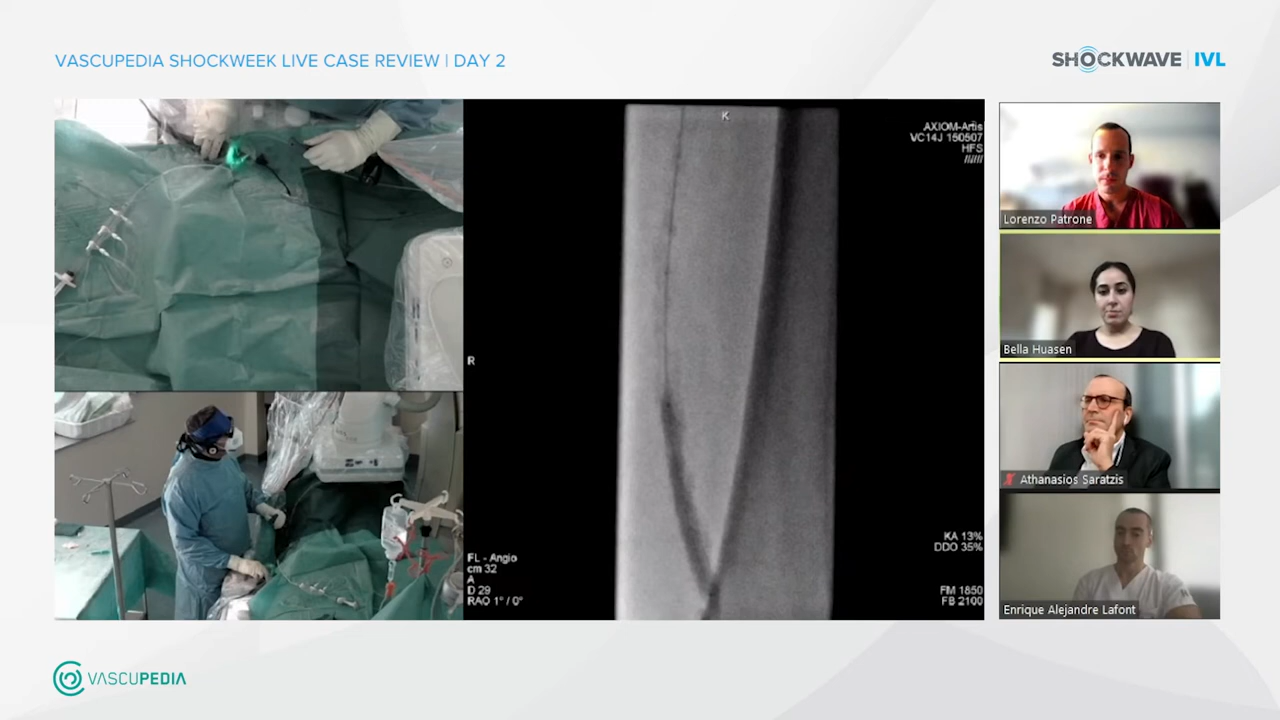 VASCUPEDIA SHOCKWEEK LIVE CASE REVIEW | DAY 2
SHOCKWAVE | IVL
K
AXIOM-Artis
VC14J 150507
HFS
R
KA 13%
DDO 35%
FL - Angio
cm 32
A
D 29
RAO 1° / 0°
FM 1850
FB 2100
Lorenzo Patrone
Bella Huasen
Athanasios Saratzis
Enrique Alejandre Lafont
VASCUPEDIA